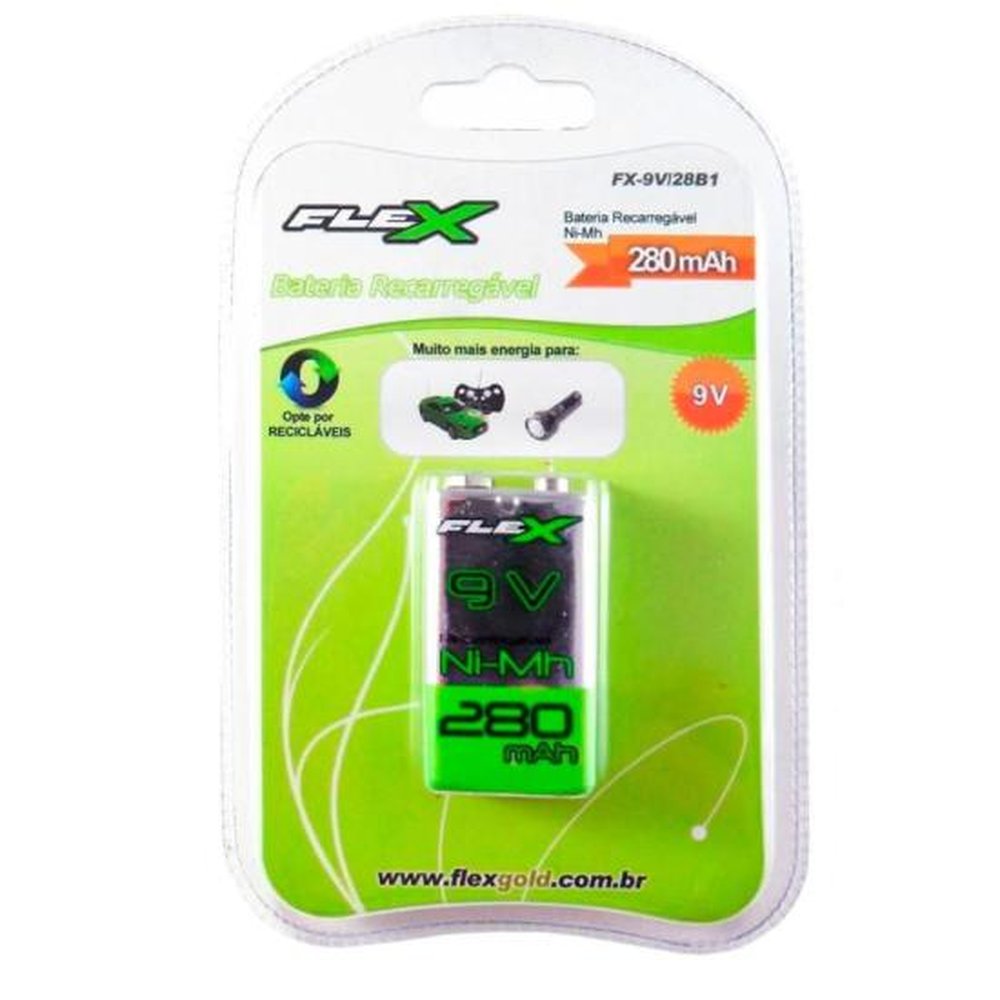 FX-9V/28B1
FLEX
Bateria Recarregável
Ni-Mh
280 mAh
Bateria Recarregável
Muito mais energia para:
Opte por
RECICLÁVEIS
9V
FLEX
9V
Ni-Mh
280
mAh
www.flexgold.com.br